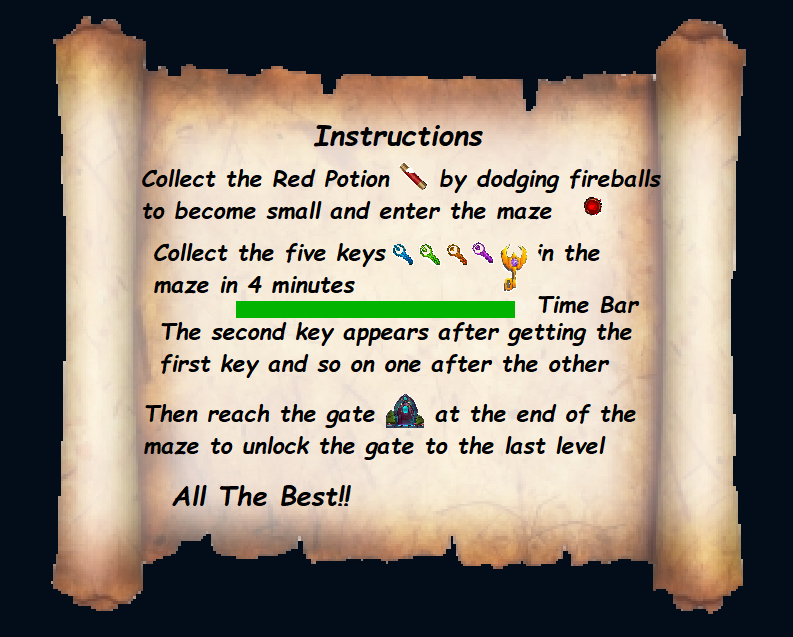 Instructions
Collect the Red Potion by dodging fireballs
to become small and enter the maze
Collect the five keys in the
maze in 4 minutes
Time Bar
The second key appears after getting the
first key and so on one after the other
Then reach the gate at the end of the
maze to unlock the gate to the last level
All The Best!!